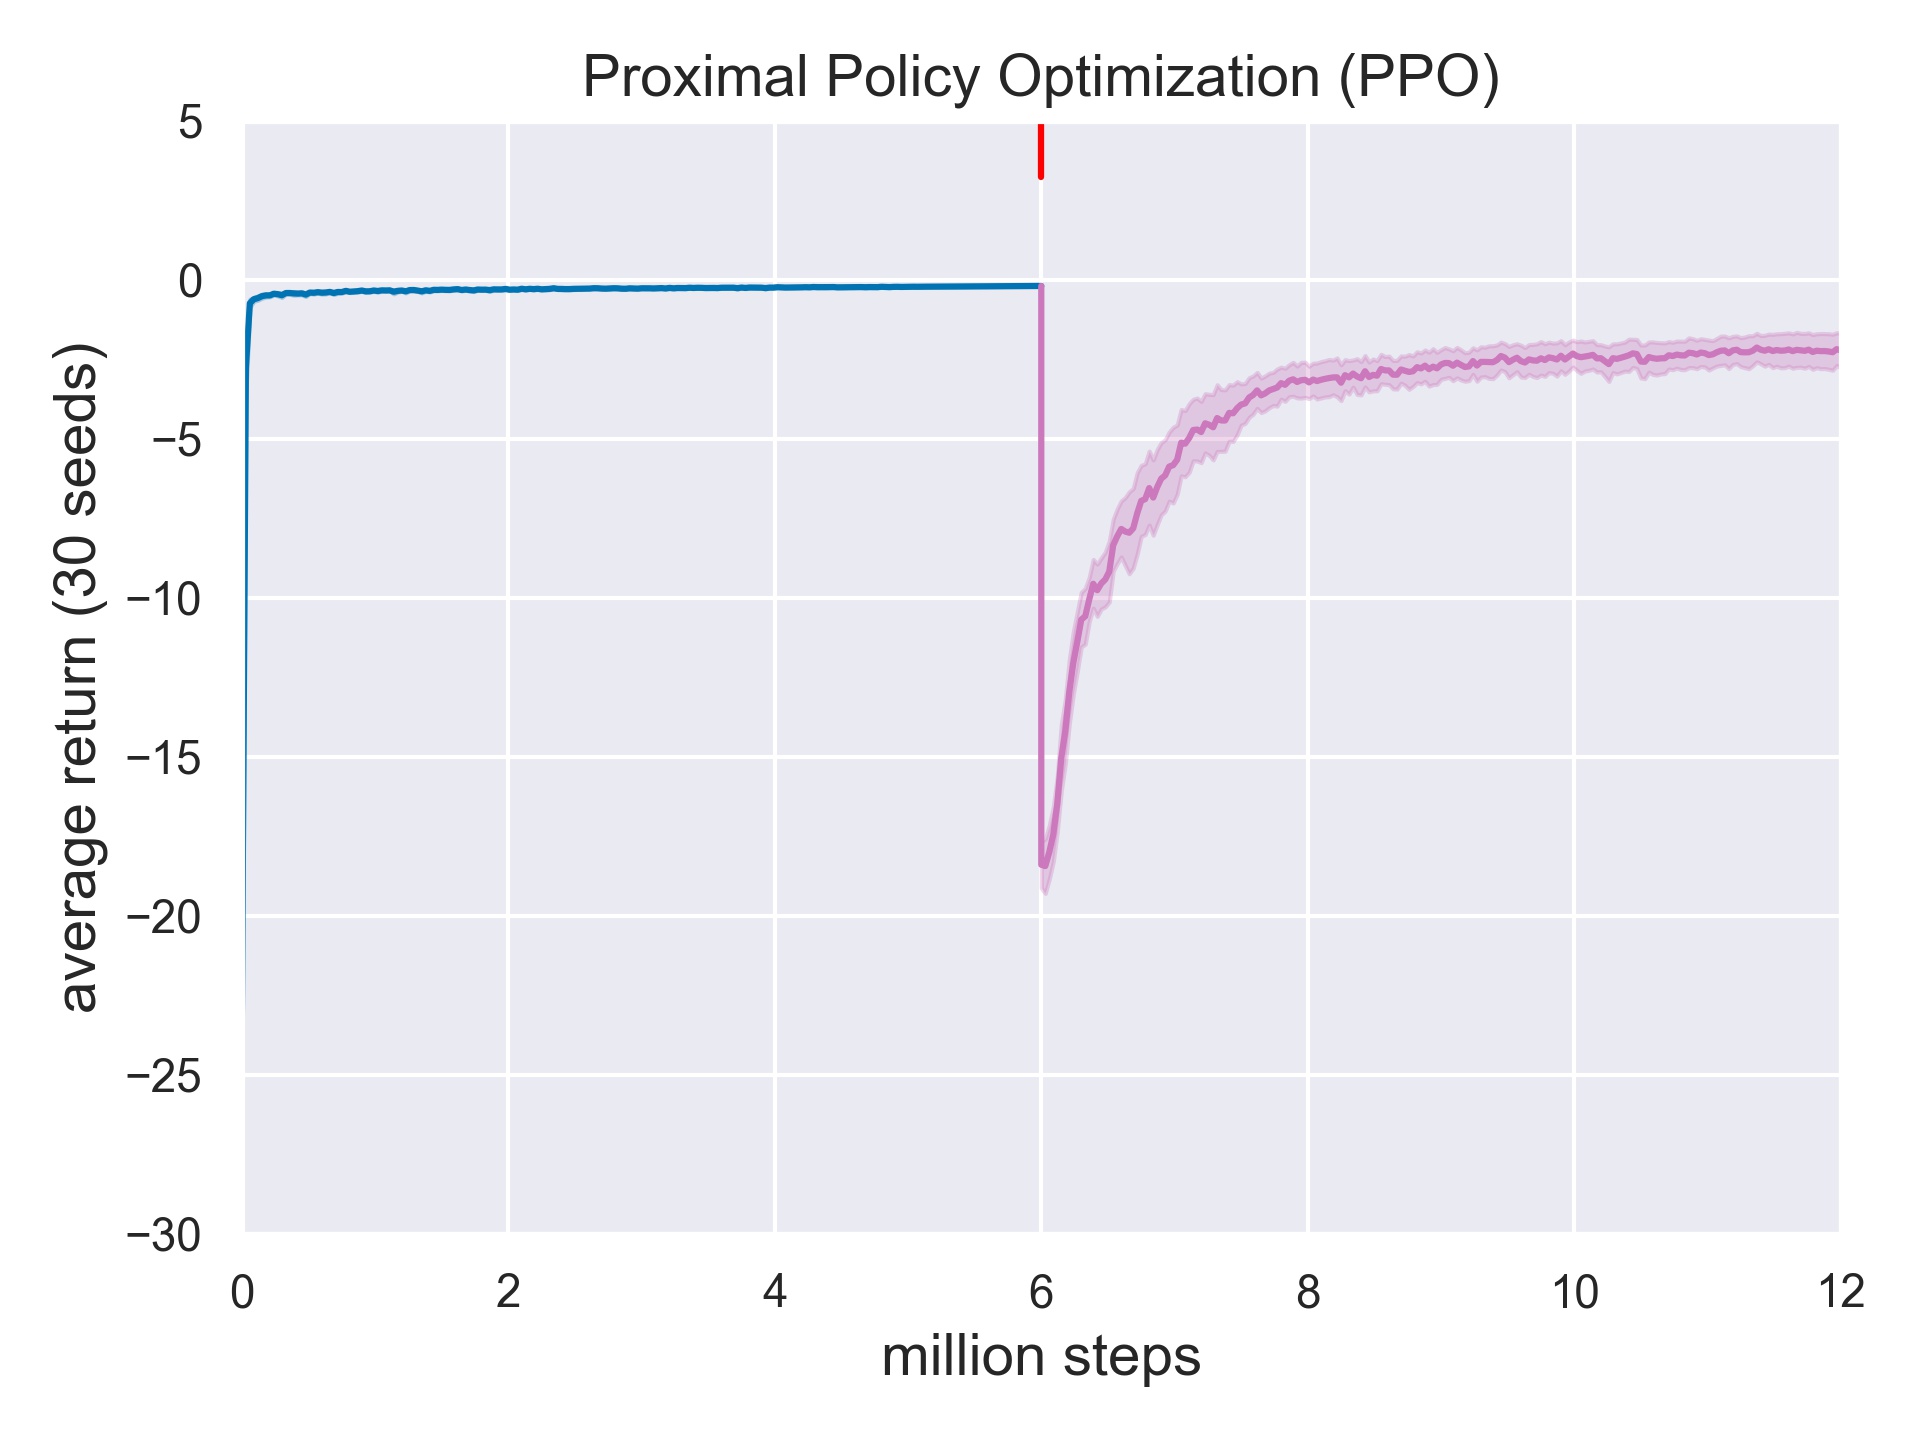 Proximal Policy Optimization (PPO)
5
0
−5
−10
−15
−20
−25
−30
average return (30 seeds)
0 2 4 6 8 10 12
million steps